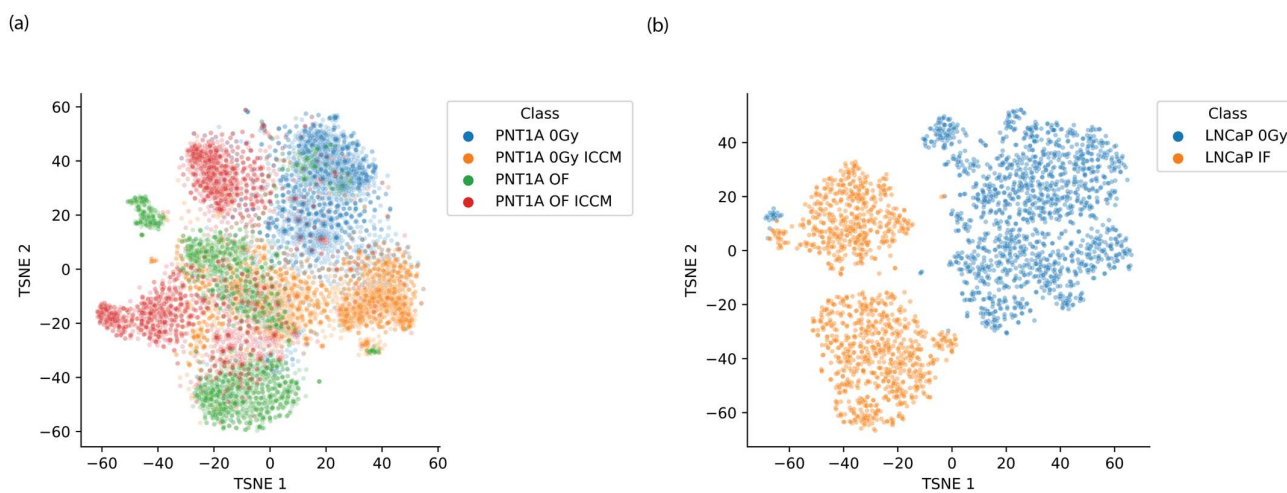 (a)
(b)
60
40
20
0
−20
−40
−60
TSNE 2
−60
−40
−20
0
20
40
60
TSNE 1
Class
PNT1A 0Gy
PNT1A 0Gy ICCM
PNT1A OF
PNT1A OF ICCM
40
20
0
−20
−40
−60
TSNE 2
−60
−40
−20
0
20
40
60
TSNE 1
Class
LNCaP 0Gy
LNCaP IF